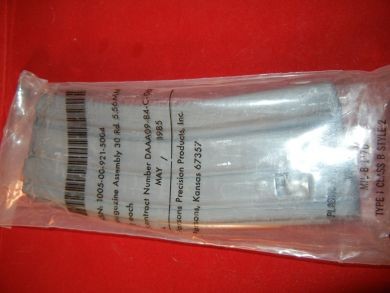 1005-00-921-5004
Magazine Assembly 30 Rd. 5.56MM
each
Contract Number DAAA09-84-C-
MAY / 1985
Parsons Precision Products, Inc.
Parsons, Kansas 67357
TYPE 1 CLASS B STYLE 2